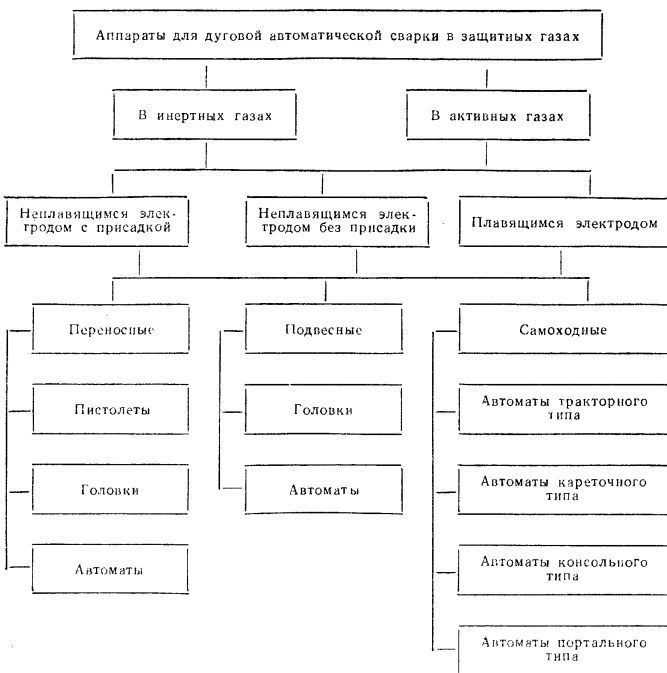 Аппараты для дуговой автоматической сварки в защитных газах
В инертных газах
В активных газах
Неплавящимся элек-
тродом с присадкой
Неплавящимся элек-
тродом без присадки
Плавящимся электродом
Переносные
Подвесные
Самоходные
Пистолеты
Головки
Автоматы тракторного
типа
Головки
Автоматы
Автоматы кареточного
типа
Автоматы
Автоматы консольного
типа
Автоматы портального
типа